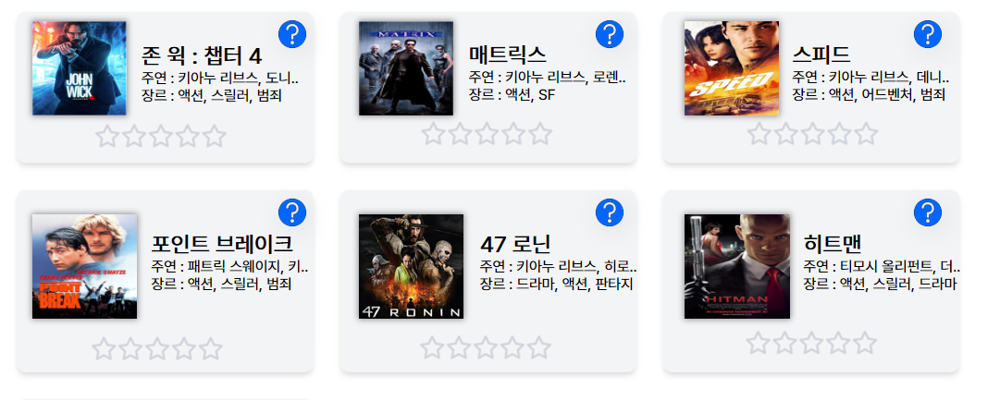 존 윅 : 챕터 4
주연 : 키아누 리브스, 도니..
장르 : 액션, 스릴러, 범죄
JOHN
WICK
매트릭스
주연 : 키아누 리브스, 로렌..
장르 : 액션, SF
MATRIX
스피드
주연 : 키아누 리브스, 데니..
장르 : 액션, 어드벤처, 범죄
SPEED
포인트 브레이크
주연 : 패트릭 스웨이지, 키..
장르 : 액션, 스릴러, 범죄
POINT
BREAK
47 로닌
주연 : 키아누 리브스, 히로..
장르 : 드라마, 액션, 판타지
47 RONIN
히트맨
주연 : 티모시 올리펀트, 더..
장르 : 액션, 스릴러, 드라마
HITMAN